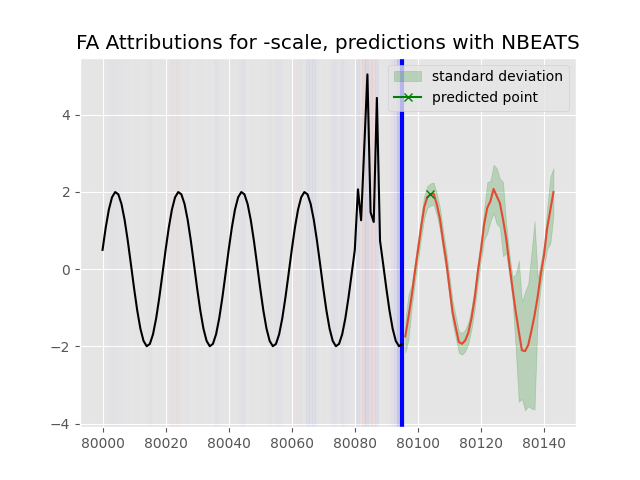 FA Attributions for -scale, predictions with NBEATS
standard deviation
predicted point
4
2
0
−2
−4
80000 80020 80040 80060 80080 80100 80120 80140